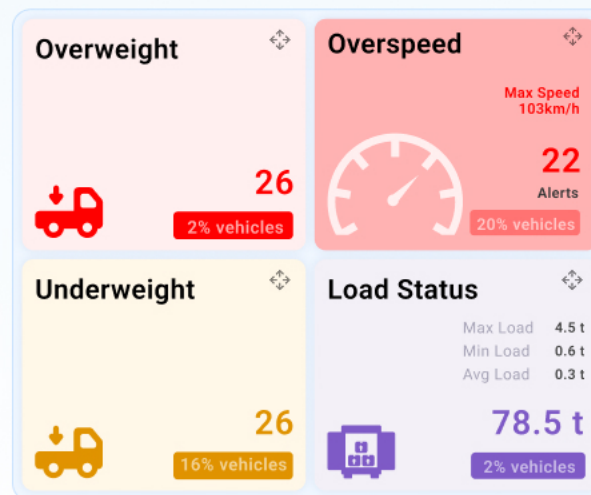 Overweight
26
2% vehicles
Overspeed
Max Speed
103km/h
22
Alerts
20% vehicles
Underweight
26
16% vehicles
Load Status
Max Load 4.5 t
Min Load 0.6 t
Avg Load 0.3 t
78.5 t
2% vehicles